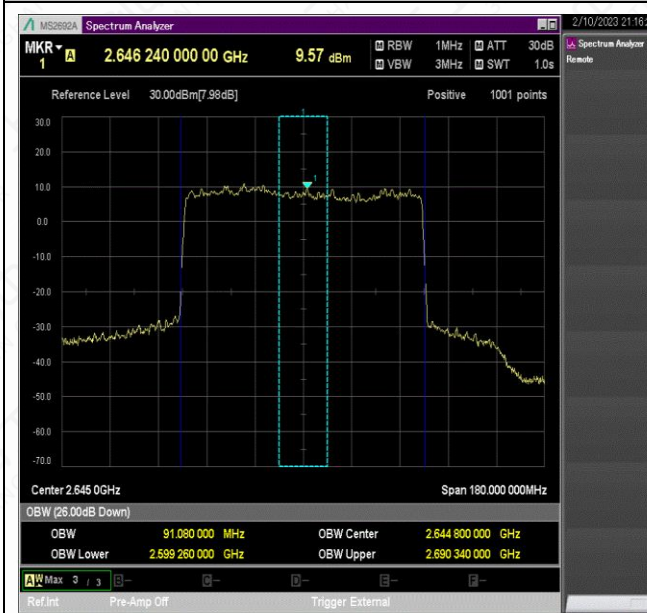 MS2692A Spectrum Analyzer
2/10/2023 21:16:
MKR 1 A 2.646 240 000 00 GHz 9.57 dBm
RBW 1MHz ATT 30dB
VBW 3MHz SWT 1.0s
Spectrum Analyzer
Remote
Reference Level 30.00dBm[7.98dB] Positive 1001 points
1
30.0
20.0
10.0
1
0.0
-10.0
-20.0
-30.0
-40.0
-50.0
-60.0
-70.0
Center 2.645 0GHz Span 180.000 000MHz
OBW (26.00dB Down)
OBW 91.080 000 MHz OBW Center 2.644 800 000 GHz
OBW Lower 2.599 260 000 GHz OBW Upper 2.690 340 000 GHz
A W Max 3 / 3 B- C- D- E- F-
Ref.Int Pre-Amp Off Trigger External